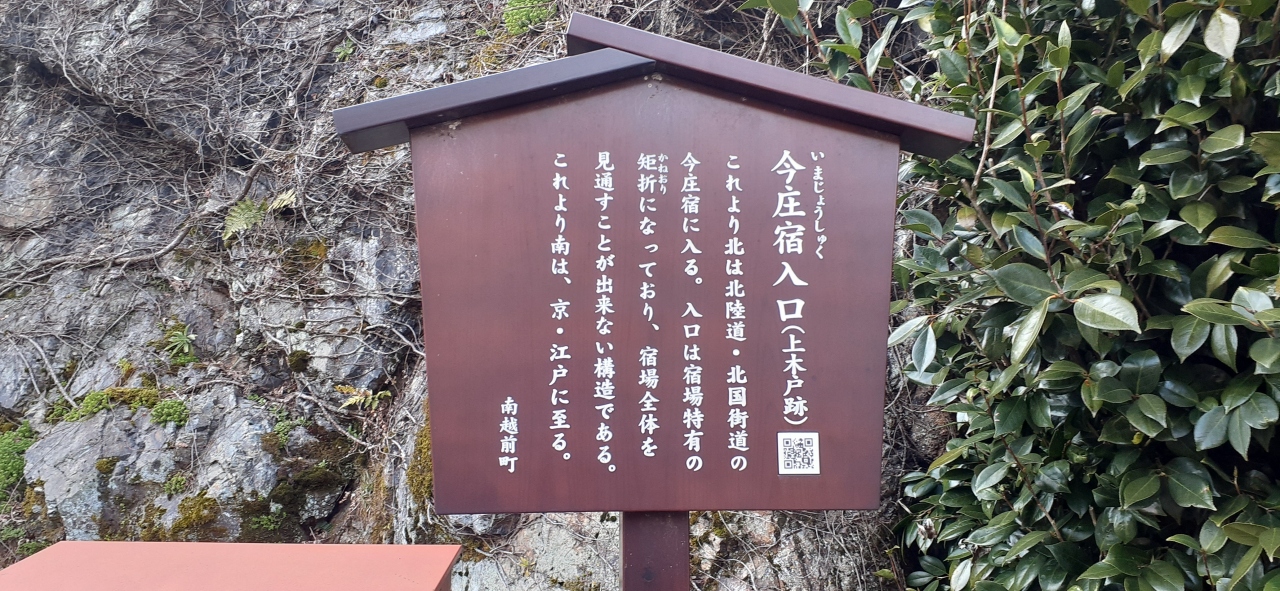 今庄宿入口(上木戸跡)
いまじょうしゅく
これより北は北陸道・北国街道の
今庄宿に入る。入口は宿場特有の
矩折になっており、宿場全体を
かねおり
見通すことが出来ない構造である。
これより南は、京・江戸に至る。
南越前町